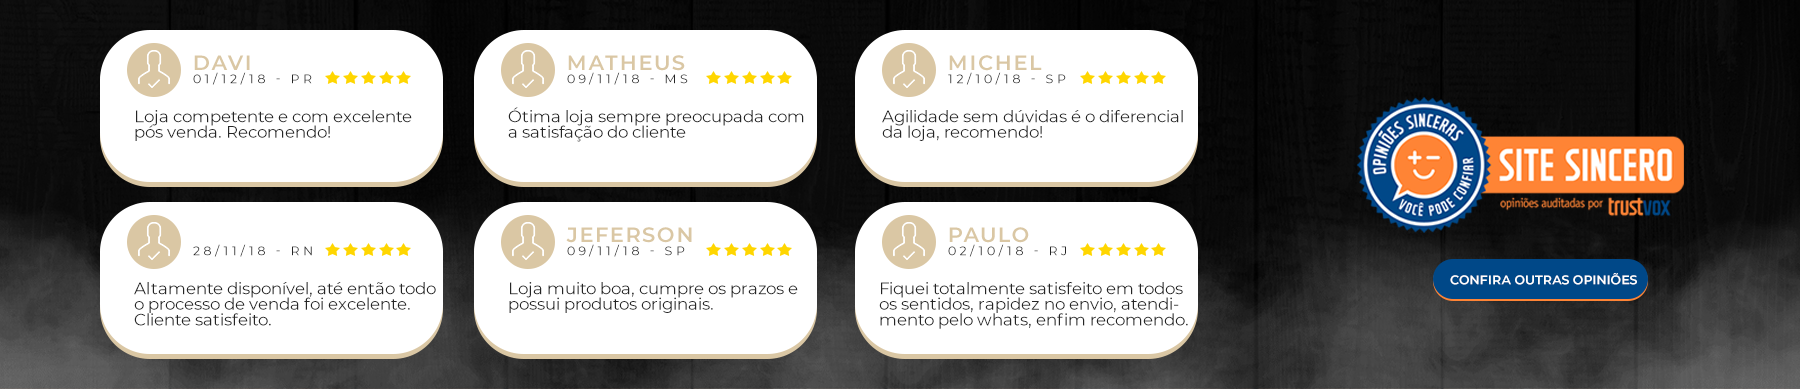 DAVI
01/12/18 - PR
Loja competente e com excelente
pós venda. Recomendo!
MATHEUS
09/11/18 - MS
Ótima loja sempre preocupada com
a satisfação do cliente
MICHEL
12/10/18 - SP
Agilidade sem dúvidas é o diferencial
da loja, recomendo!
28/11/18 - RN
Altamente disponível, até então todo
o processo de venda foi excelente.
Cliente satisfeito.
JEFERSON
09/11/18 - SP
Loja muito boa, cumpre os prazos e
possui produtos originais.
PAULO
02/10/18 - RJ
Fiquei totalmente satisfeito em todos
os sentidos, rapidez no envio, atendi-
mento pelo whats, enfim recomendo.
OPINIÕES SINCERAS
VOCÊ PODE CONFIAR
SITE SINCERO
opiniões auditadas por trustvox
CONFIRA OUTRAS OPINIÕES